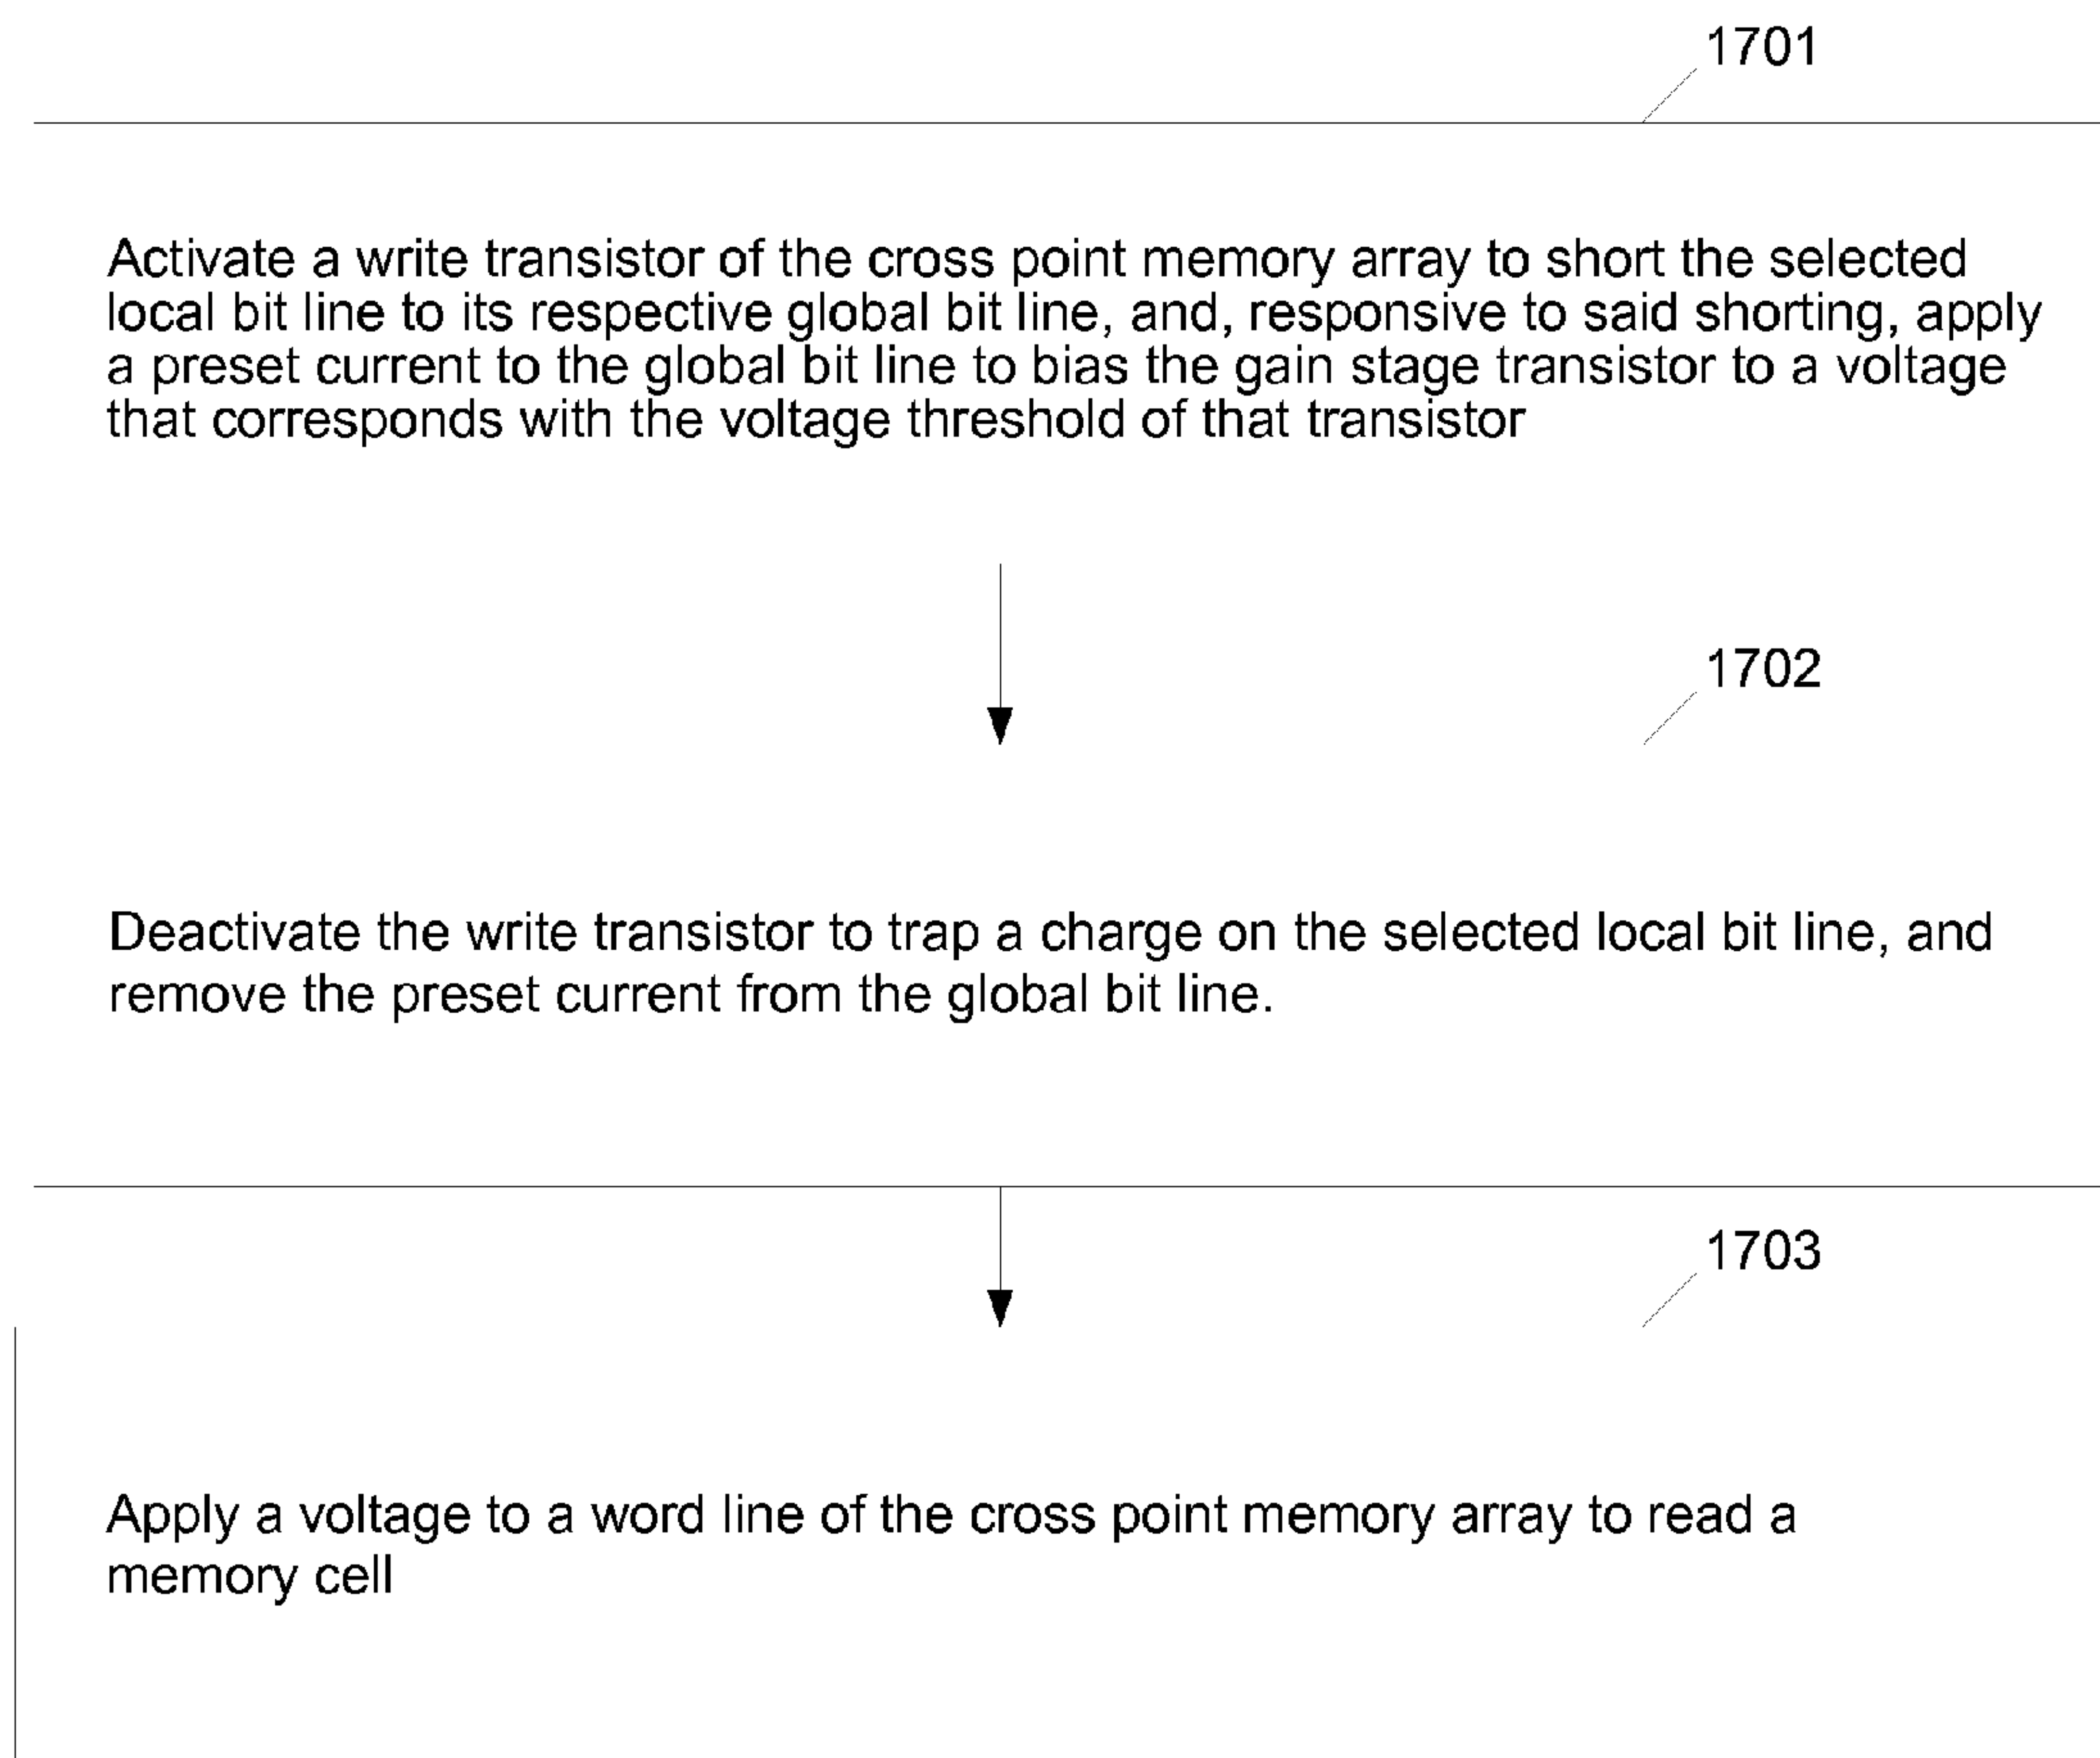 1701
Activate a write transistor of the cross point memory array to short the selected
local bit line to its respective global bit line, and, responsive to said shorting, apply
a preset current to the global bit line to bias the gain stage transistor to a voltage
that corresponds with the voltage threshold of that transistor
1702
Deactivate the write transistor to trap a charge on the selected local bit line, and
remove the preset current from the global bit line.
1703
Apply a voltage to a word line of the cross point memory array to read a
memory cell